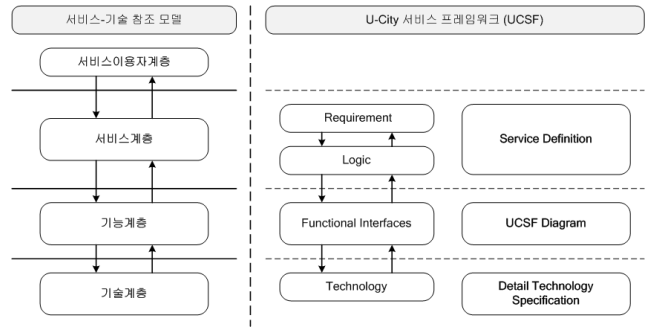 서비스-기술 참조 모델
U-City 서비스 프레임워크 (UCSF)
서비스이용자계층
서비스계층
Requirement
Logic
Service Definition
기능계층
Functional Interfaces
UCSF Diagram
기술계층
Technology
Detail Technology
Specification